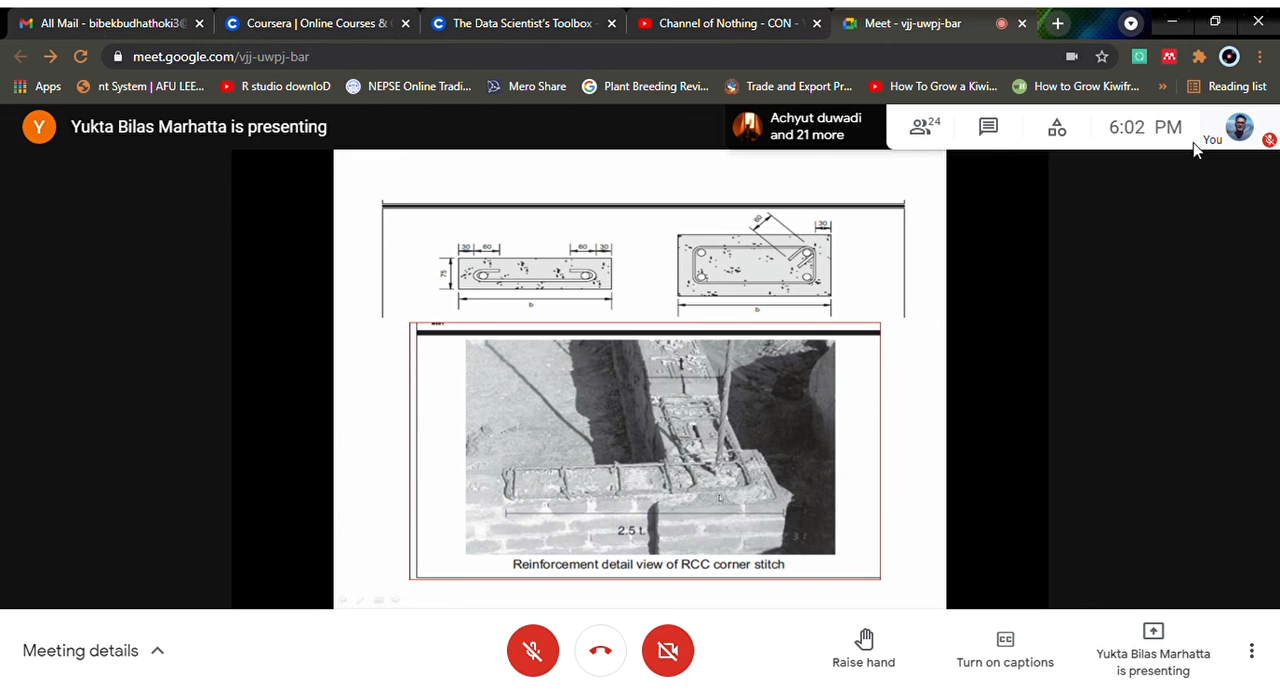 All Mail - bibekbudhathoki3@
Coursera | Online Courses &
The Data Scientist's Toolbox -
Channel of Nothing - CON -
Meet - vjj-uwpj-bar
meet.google.com/vjj-uwpj-bar
Apps
nt System | AFU LEE...
R studio downloD
NEPSE Online Tradi...
Mero Share
Plant Breeding Revi...
Trade and Export Pr...
How To Grow a Kiwi...
How to Grow Kiwifr...
»
Reading list
Y
Yukta Bilas Marhatta is presenting
Achyut duwadi
and 21 more
24
6:02 PM
You
30 60 60 30
75
b
60
30
b
t
2.5 t
3 t
Reinforcement detail view of RCC corner stitch
Meeting details
Raise hand
CC
Turn on captions
Yukta Bilas Marhatta
is presenting